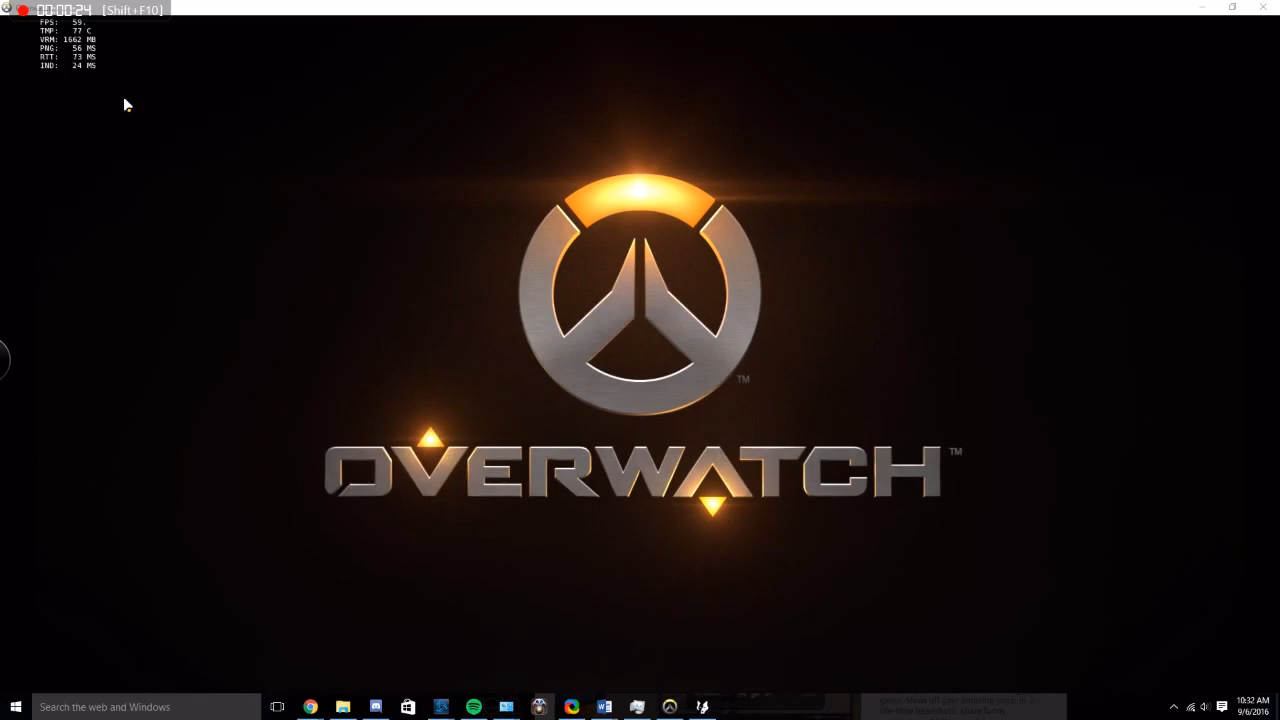 00:00:24 [Shift+F10]
FPS: 59.
TMP: 77 C
VRM: 1662 MB
PNG: 56 MS
RTT: 73 MS
IND: 24 MS
TM
OVERWATCH TM
Search the web and Windows
10:32 AM
9/6/2016